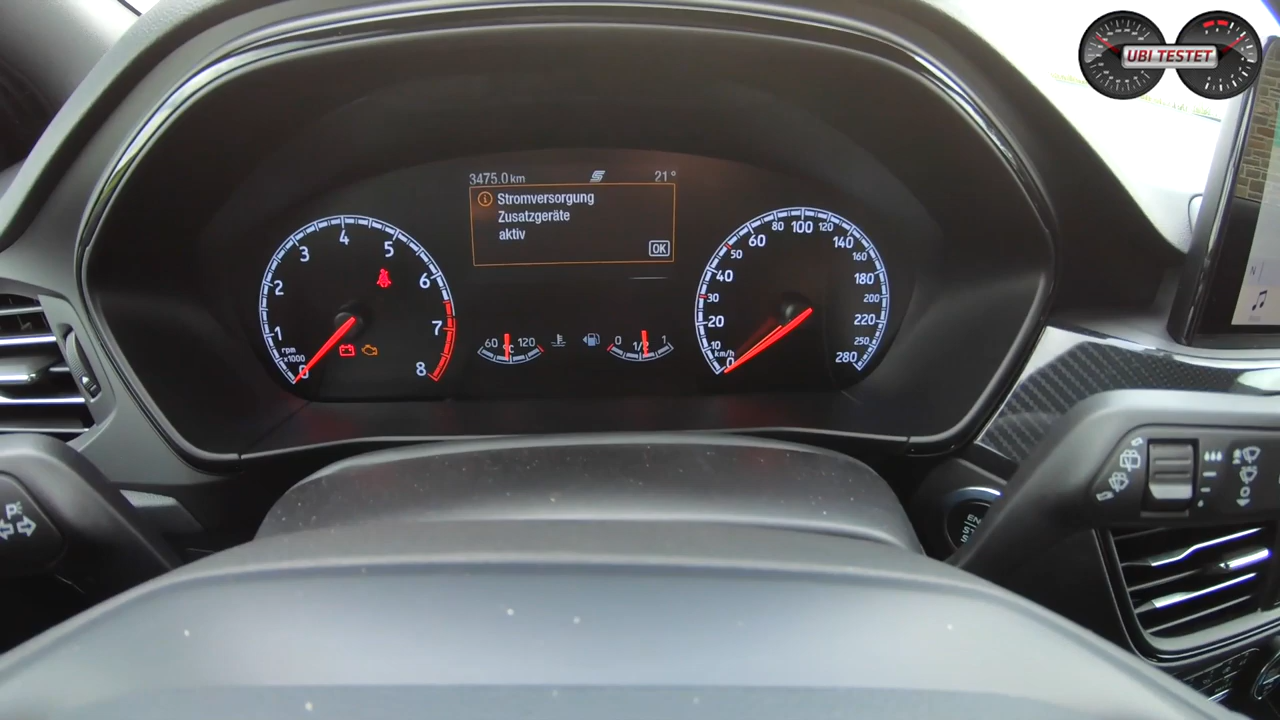 UBI TESTET
3475.0 km
21°
Stromversorgung
Zusatzgeräte
aktiv
OK
0 1 2 3 4 5 6 7 8
rpm
x1000
60 °C 120
0 1/2 1
0 10 20 30 40 50 60 80 100 120 140 160 180 200 220 250 280
km/h
P
EN
N